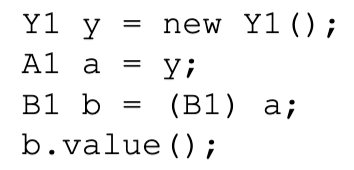 Y1 y = new Y1();
A1 a = y;
B1 b = (B1) a;
b.value();